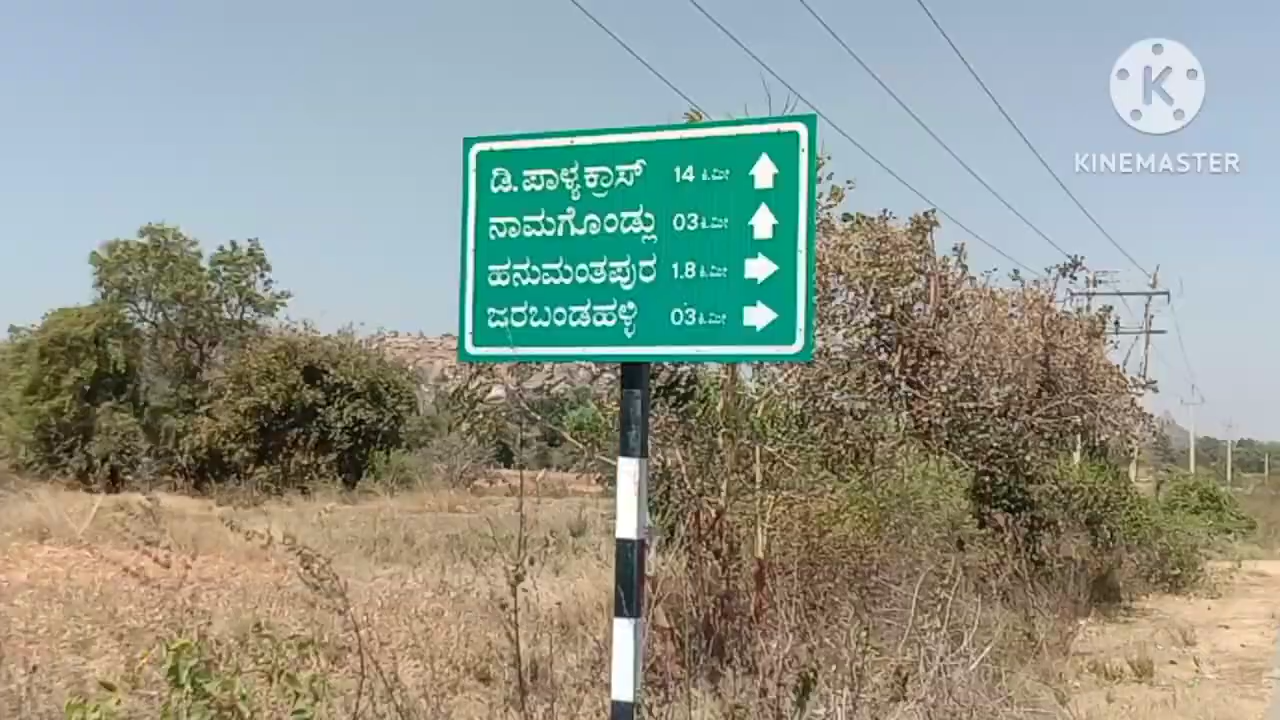 ಡಿ.ಪಾಳ್ಯಕ್ರಾಸ್ 14 ಕಿ.ಮೀ
ನಾಮಗೊಂಡ್ಲು 03 ಕಿ.ಮೀ
ಹನುಮಂತಪುರ 1.8 ಕಿ.ಮೀ
ಜರಬಂಡಹಳ್ಳಿ 03 ಕಿ.ಮೀ
K
KINEMASTER